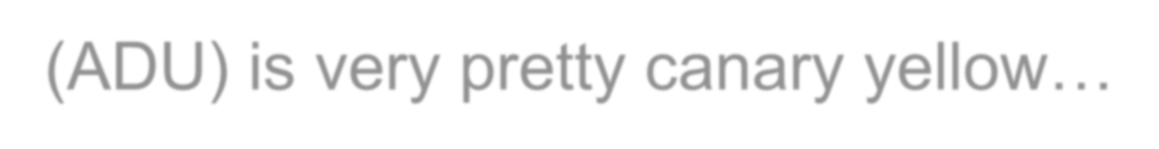 (ADU) is very pretty canary yellow…